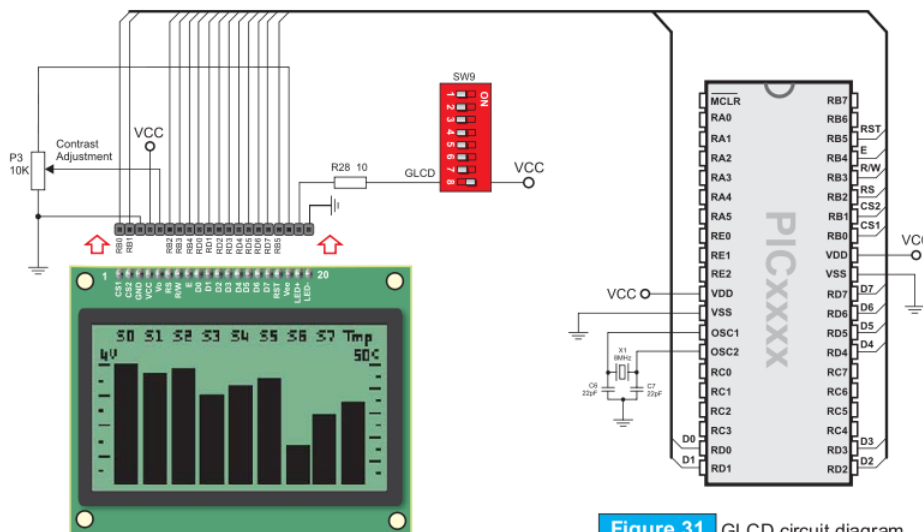 SW9
ON
1
2
3
4
5
6
7
8
VCC
Contrast
Adjustment
P3
10K
R28 10
GLCD
VCC
RB0
RB1
RB2
RB3
RB4
RD0
RD1
RD2
RD3
RD4
RD5
RD6
RD7
RB5
1
20
CS1
CS2
GND
VCC
Vo
RS
R/W
E
D0
D1
D2
D3
D4
D5
D6
D7
RST
Vee
LED+
LED-
S0 S1 S2 S3 S4 S5 S6 S7 Tmp
4V
50C
PICxxxx
MCLR
RA0
RA1
RA2
RA3
RA4
RA5
RE0
RE1
RE2
VDD
VSS
OSC1
OSC2
RC0
RC1
RC2
RC3
RD0
RD1
RB7
RB6
RB5
RB4
RB3
RB2
RB1
RB0
VDD
VSS
RD7
RD6
RD5
RD4
RC7
RC6
RC5
RC4
RD3
RD2
RST
E
R/W
RS
CS2
CS1
VCC
D7
D6
D5
D4
D3
D2
VCC
X1
8MHz
C6
22pF
C7
22pF
D0
D1
Figure 31 GLCD circuit diagram